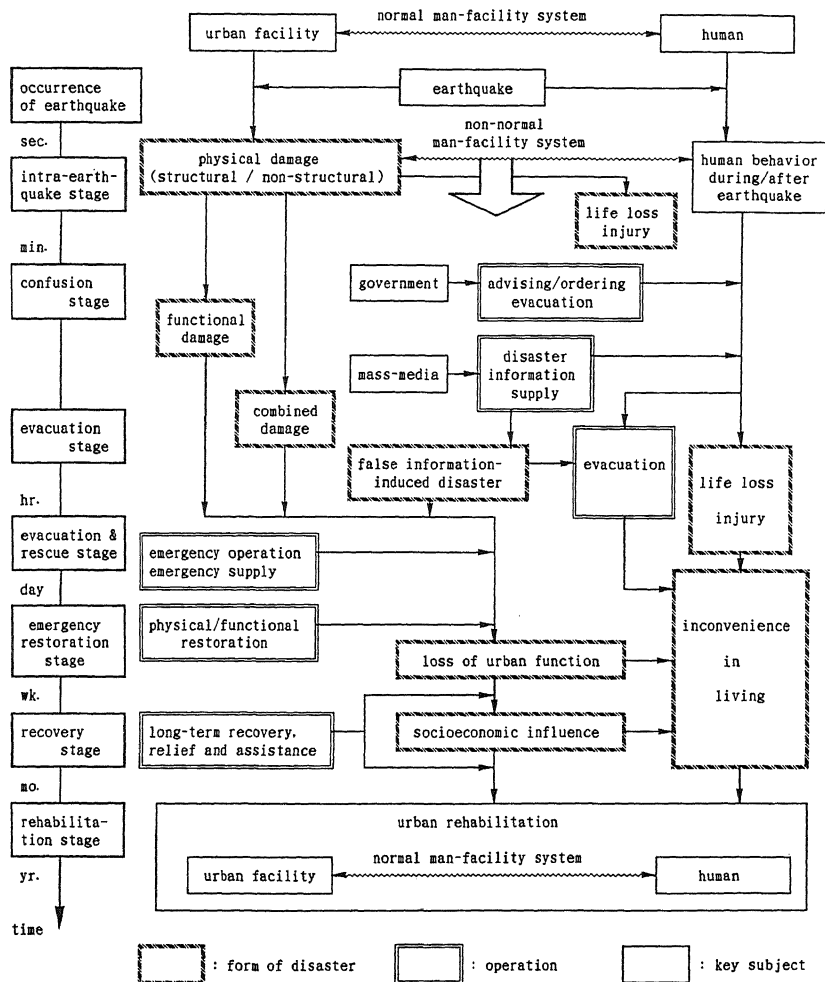 normal man-facility system
urban facility
human
occurrence
of earthquake
earthquake
sec.
non-normal
man-facility system
physical damage
(structural / non-structural)
human behavior
during/after
earthquake
intra-earth-
quake stage
life loss
injury
min.
confusion
stage
government
advising/ordering
evacuation
functional
damage
disaster
information
supply
mass-media
combined
damage
evacuation
stage
false information-
induced disaster
evacuation
life loss
injury
hr.
evacuation &
rescue stage
emergency operation
emergency supply
day
emergency
restoration
stage
physical/functional
restoration
inconvenience
in
living
loss of urban function
wk.
recovery
stage
long-term recovery,
relief and assistance
socioeconomic influence
mo.
rehabilita-
tion stage
urban rehabilitation
normal man-facility system
urban facility
human
yr.
time
: form of disaster
: operation
: key subject